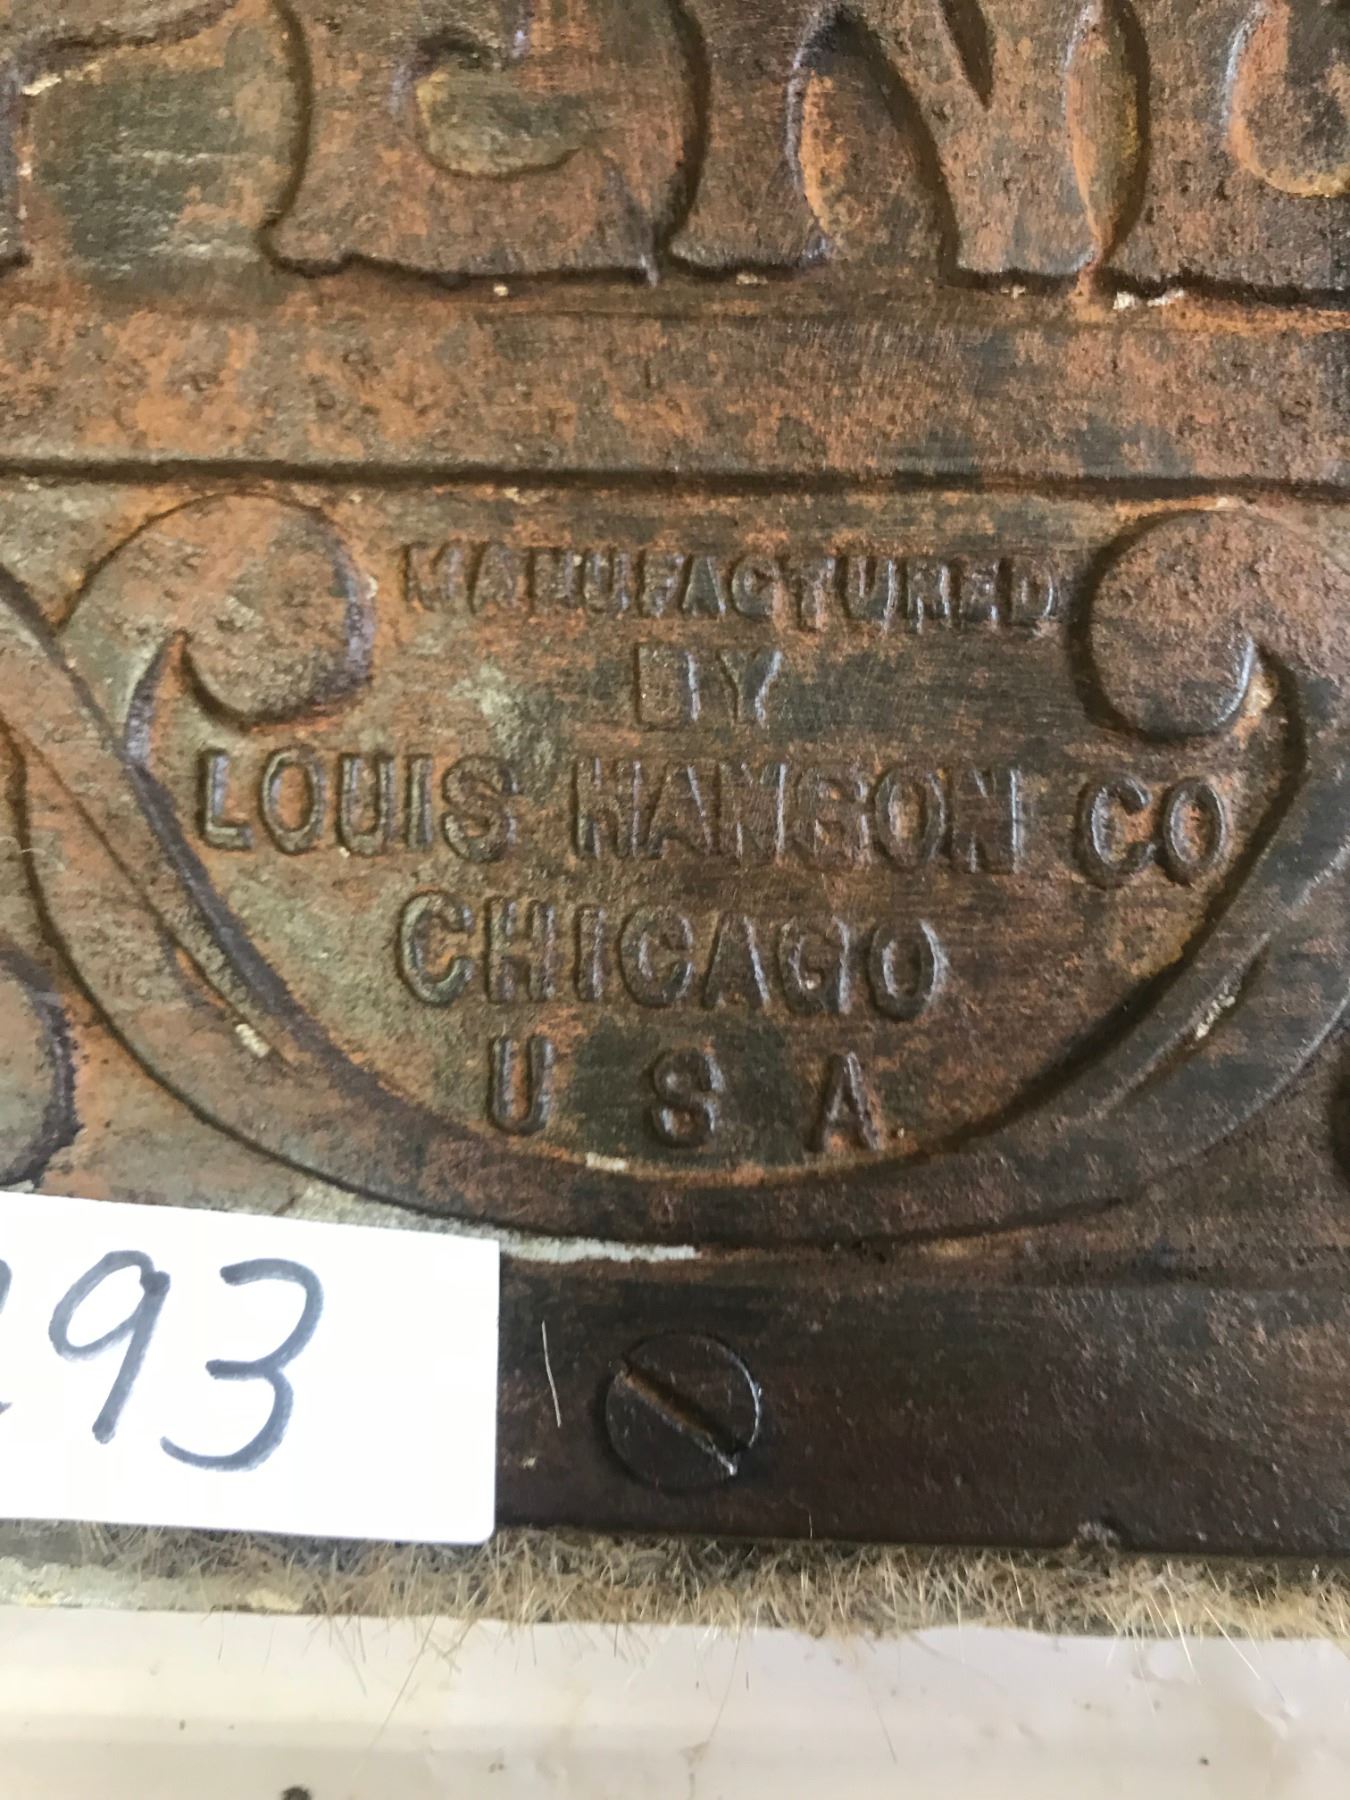 MANUFACTURED
BY
LOUIS HANSON CO
CHICAGO
U S A
93